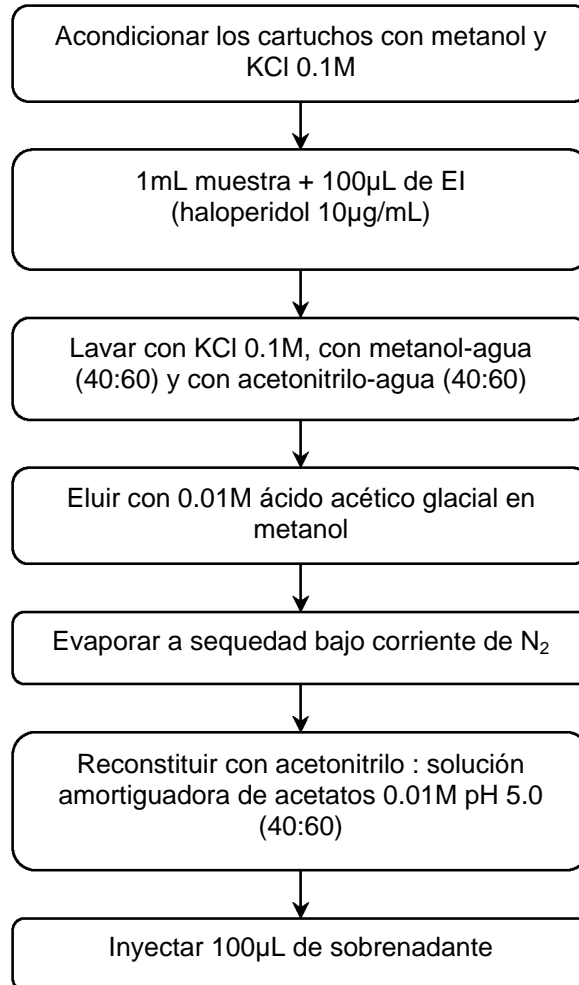 Acondicionar los cartuchos con metanol y
KCl 0.1M
1mL muestra + 100µL de EI
(haloperidol 10µg/mL)
Lavar con KCl 0.1M, con metanol-agua
(40:60) y con acetonitrilo-agua (40:60)
Eluir con 0.01M ácido acético glacial en
metanol
Evaporar a sequedad bajo corriente de N₂
Reconstituir con acetonitrilo : solución
amortiguadora de acetatos 0.01M pH 5.0
(40:60)
Inyectar 100µL de sobrenadante